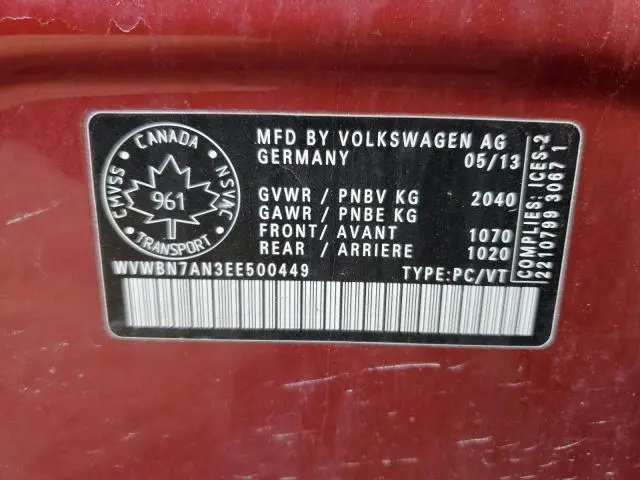 CANADA
CMVSS
NSVAC
961
TRANSPORT
MFD BY VOLKSWAGEN AG
GERMANY 05/13
GVWR / PNBV KG 2040
GAWR / PNBE KG
FRONT/ AVANT 1070
REAR / ARRIERE 1020
WVWBN7AN3EE500449 TYPE:PC/VT
COMPLIES: ICES-2
2210799 3067 1